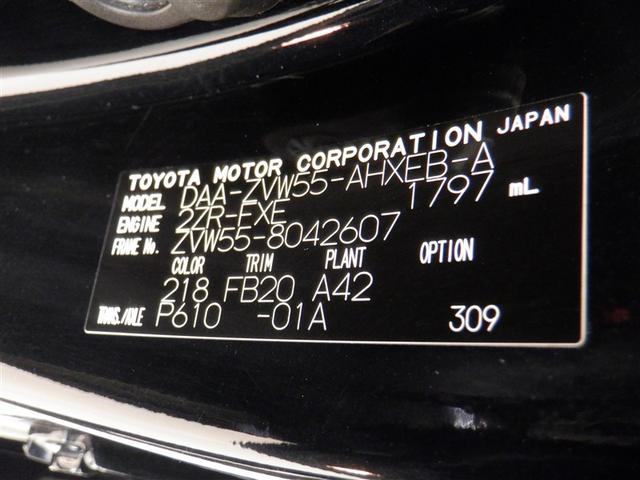 TOYOTA MOTOR CORPORATION JAPAN
MODEL DAA-ZVW55-AHXEB-A
ENGINE 2ZR-FXE 1797 mL
FRAME No. ZVW55-8042607
COLOR TRIM PLANT OPTION
218 FB20 A42
TRANS./AXLE P610 -01A 309